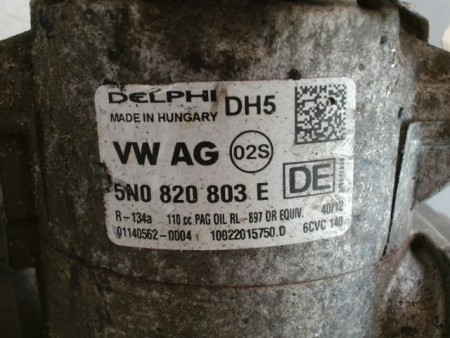 DELPHI DH5
MADE IN HUNGARY
VW AG 02S
5N0 820 803 E DE
R-134a 110 cc PAG OIL RL-897 OR EQUIV. 40/12
01140562-0004 10022015750.D 6CVC 140